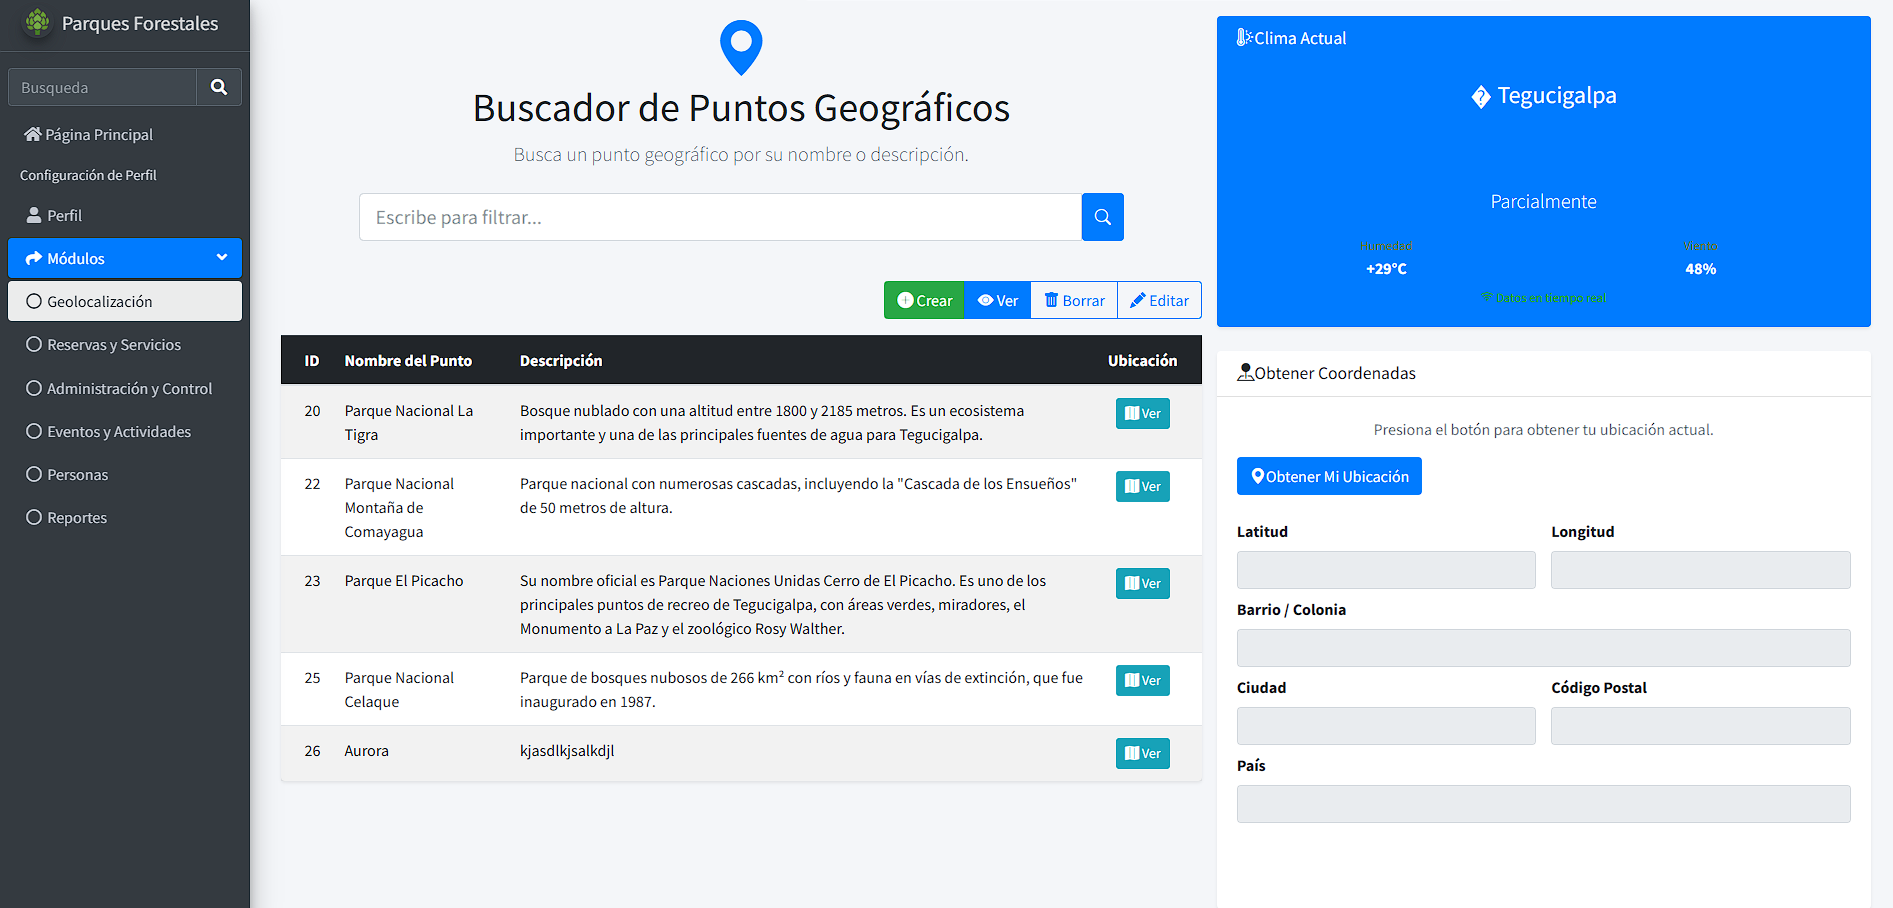 Parques Forestales
Busqueda
Página Principal
Configuración de Perfil
Perfil
Módulos
Geolocalización
Reservas y Servicios
Administración y Control
Eventos y Actividades
Personas
Reportes
Buscador de Puntos Geográficos
Busca un punto geográfico por su nombre o descripción.
Escribe para filtrar...
Crear Ver Borrar Editar
ID Nombre del Punto Descripción Ubicación
20 Parque Nacional La Bosque nublado con una altitud entre 1800 y 2185 metros. Es un ecosistema Ver
Tigra importante y una de las principales fuentes de agua para Tegucigalpa.
22 Parque Nacional Parque nacional con numerosas cascadas, incluyendo la "Cascada de los Ensueños" Ver
Montaña de de 50 metros de altura.
Comayagua
23 Parque El Picacho Su nombre oficial es Parque Naciones Unidas Cerro de El Picacho. Es uno de los Ver
principales puntos de recreo de Tegucigalpa, con áreas verdes, miradores, el
Monumento a La Paz y el zoológico Rosy Walther.
25 Parque Nacional Parque de bosques nubosos de 266 km² con ríos y fauna en vías de extinción, que fue Ver
Celaque inaugurado en 1987.
26 Aurora kjasdlkjsalkdjl Ver
Clima Actual
� Tegucigalpa
Parcialmente
Humedad Viento
+29°C 48%
Datos en tiempo real
Obtener Coordenadas
Presiona el botón para obtener tu ubicación actual.
Obtener Mi Ubicación
Latitud Longitud
Barrio / Colonia
Ciudad Código Postal
País